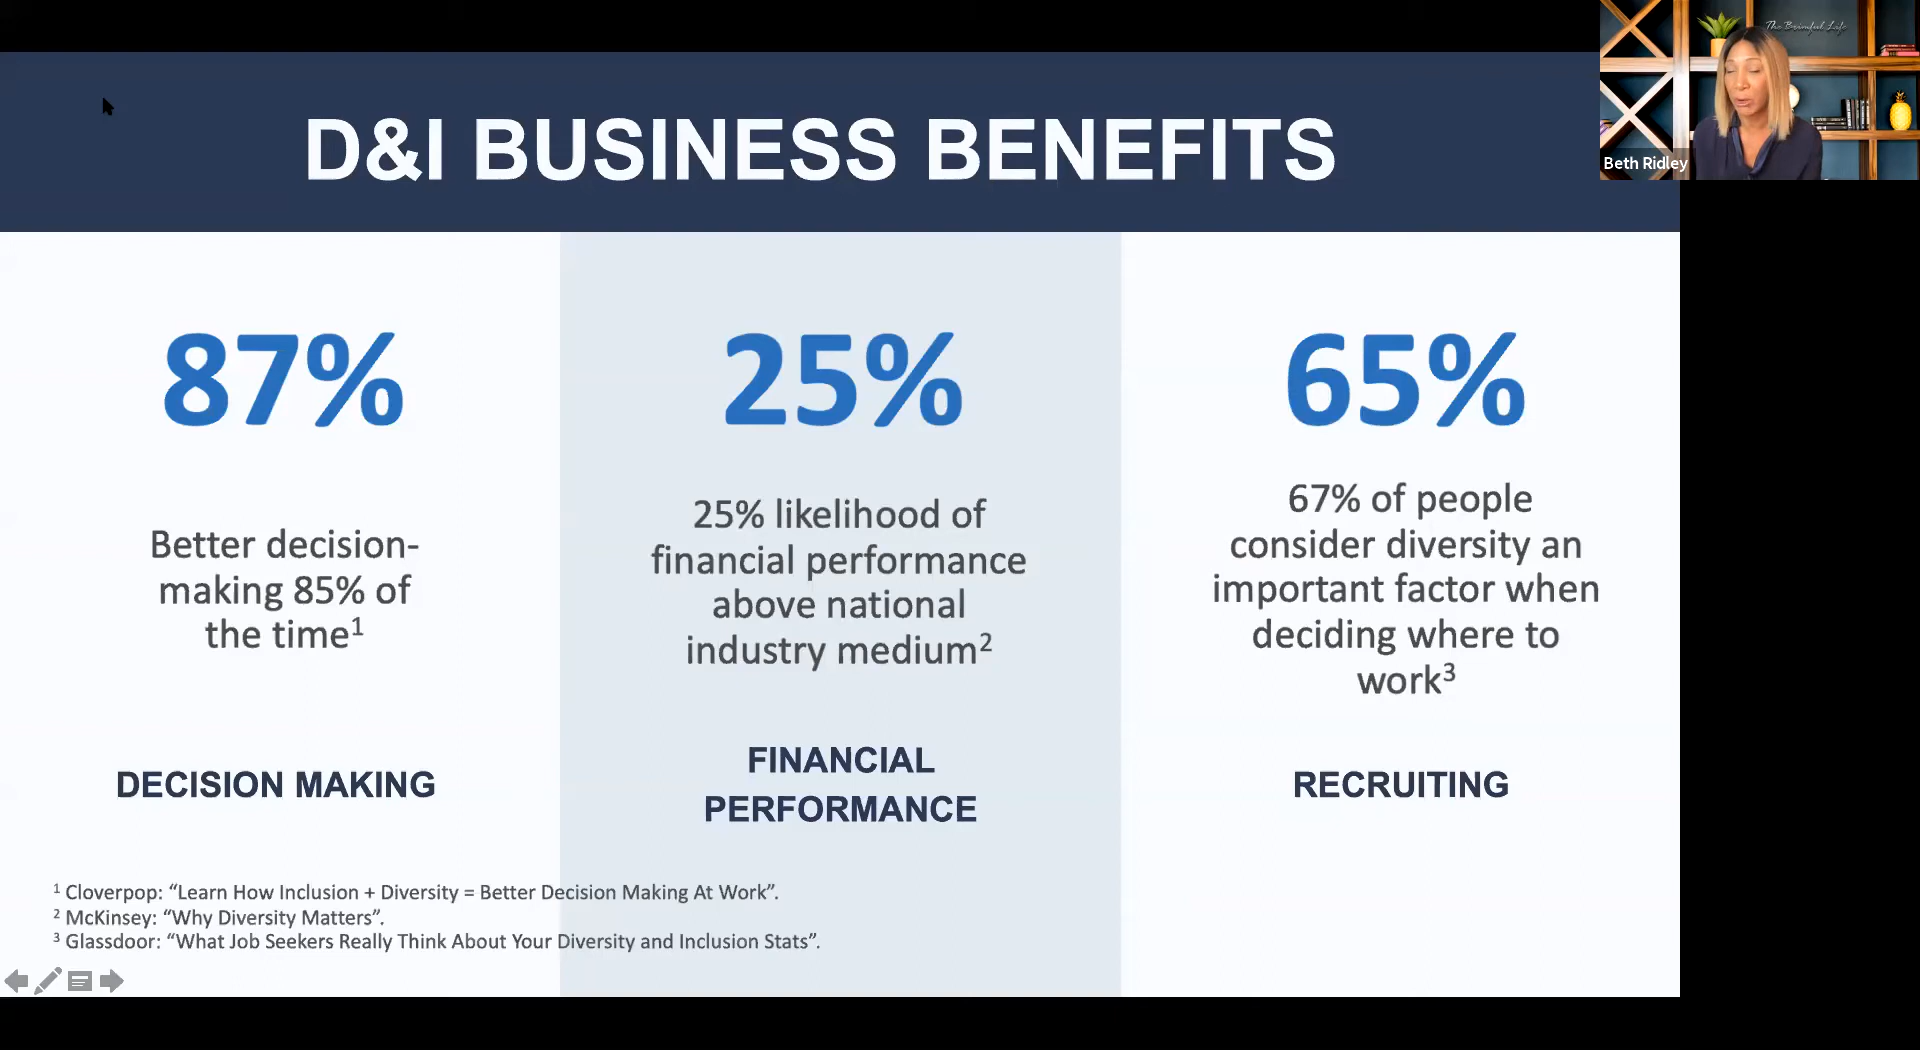 The Brimful Life
Beth Ridley
D&I BUSINESS BENEFITS
87%
Better decision-
making 85% of
the time1
DECISION MAKING
25%
25% likelihood of
financial performance
above national
industry medium2
FINANCIAL
PERFORMANCE
65%
67% of people
consider diversity an
important factor when
deciding where to
work3
RECRUITING
1 Cloverpop: “Learn How Inclusion + Diversity = Better Decision Making At Work”.
2 McKinsey: “Why Diversity Matters”.
3 Glassdoor: “What Job Seekers Really Think About Your Diversity and Inclusion Stats”.